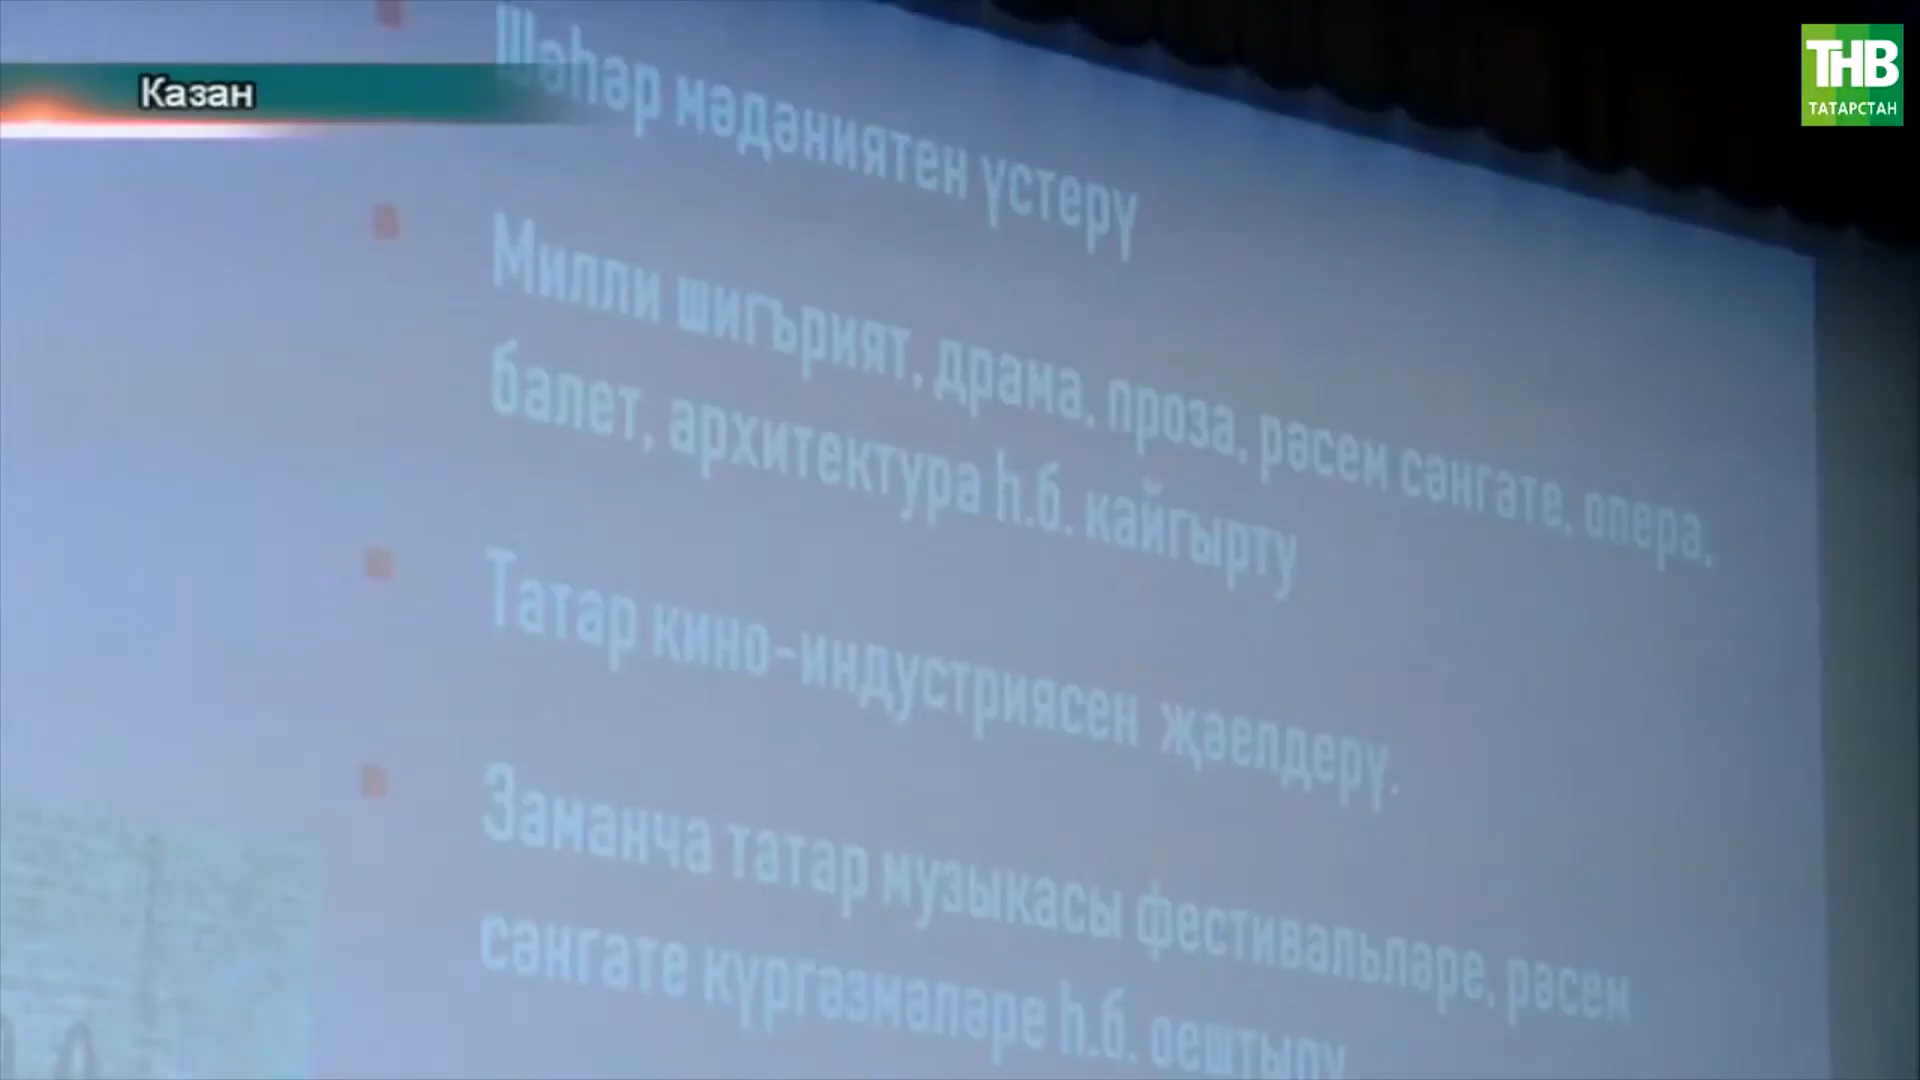 Казан
ТНВ
ТАТАРСТАН
Шәһәр мәдәниятен үстерү
Милли шигърият, драма, проза, рәсем сәнгате, опера,
балет, архитектура һ.б. кайгырту
Татар кино-индустриясен җәелдерү.
Заманча татар музыкасы фестивальләре, рәсем
сәнгате күргәзмәләре һ.б. оештыру